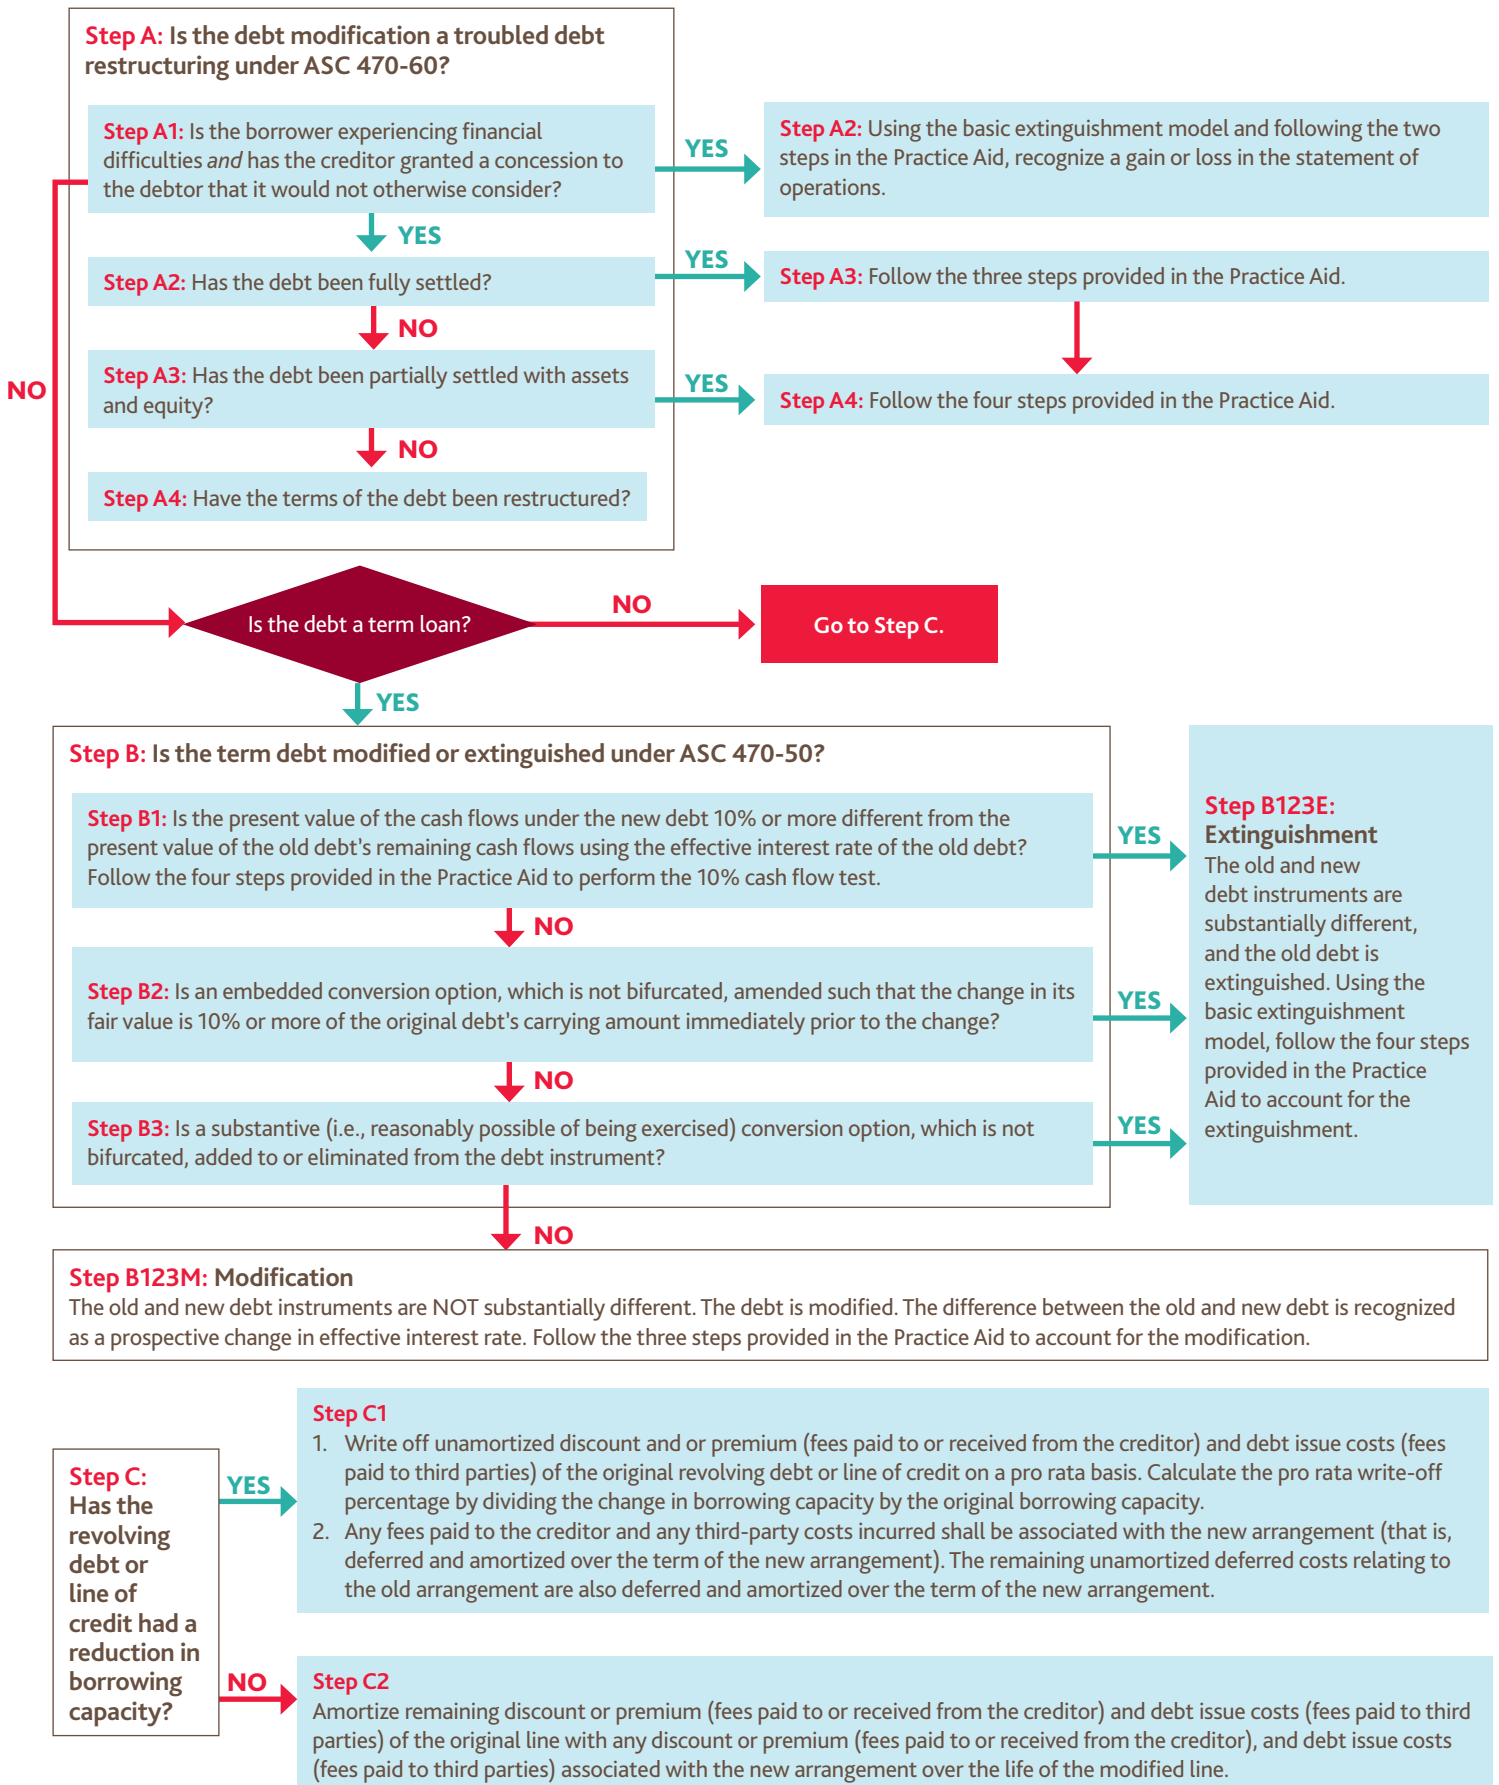 Step A: Is the debt modification a troubled debt
restructuring under ASC 470-60?
Step A1: Is the borrower experiencing financial
difficulties and has the creditor granted a concession to
the debtor that it would not otherwise consider?
YES
Step A2: Using the basic extinguishment model and following the two
steps in the Practice Aid, recognize a gain or loss in the statement of
operations.
YES
Step A2: Has the debt been fully settled?
YES
Step A3: Follow the three steps provided in the Practice Aid.
NO
Step A3: Has the debt been partially settled with assets
and equity?
YES
Step A4: Follow the four steps provided in the Practice Aid.
NO
NO
Step A4: Have the terms of the debt been restructured?
Is the debt a term loan?
NO
Go to Step C.
YES
Step B: Is the term debt modified or extinguished under ASC 470-50?
Step B1: Is the present value of the cash flows under the new debt 10% or more different from the
present value of the old debt's remaining cash flows using the effective interest rate of the old debt?
Follow the four steps provided in the Practice Aid to perform the 10% cash flow test.
YES
NO
Step B2: Is an embedded conversion option, which is not bifurcated, amended such that the change in its
fair value is 10% or more of the original debt's carrying amount immediately prior to the change?
YES
NO
Step B3: Is a substantive (i.e., reasonably possible of being exercised) conversion option, which is not
bifurcated, added to or eliminated from the debt instrument?
YES
Step B123E:
Extinguishment
The old and new
debt instruments are
substantially different,
and the old debt is
extinguished. Using the
basic extinguishment
model, follow the four steps
provided in the Practice
Aid to account for the
extinguishment.
NO
Step B123M: Modification
The old and new debt instruments are NOT substantially different. The debt is modified. The difference between the old and new debt is recognized
as a prospective change in effective interest rate. Follow the three steps provided in the Practice Aid to account for the modification.
Step C:
Has the
revolving
debt or
line of
credit had a
reduction in
borrowing
capacity?
YES
Step C1
1. Write off unamortized discount and or premium (fees paid to or received from the creditor) and debt issue costs (fees
paid to third parties) of the original revolving debt or line of credit on a pro rata basis. Calculate the pro rata write-off
percentage by dividing the change in borrowing capacity by the original borrowing capacity.
2. Any fees paid to the creditor and any third-party costs incurred shall be associated with the new arrangement (that is,
deferred and amortized over the term of the new arrangement). The remaining unamortized deferred costs relating to
the old arrangement are also deferred and amortized over the term of the new arrangement.
NO
Step C2
Amortize remaining discount or premium (fees paid to or received from the creditor) and debt issue costs (fees paid to third
parties) of the original line with any discount or premium (fees paid to or received from the creditor), and debt issue costs
(fees paid to third parties) associated with the new arrangement over the life of the modified line.